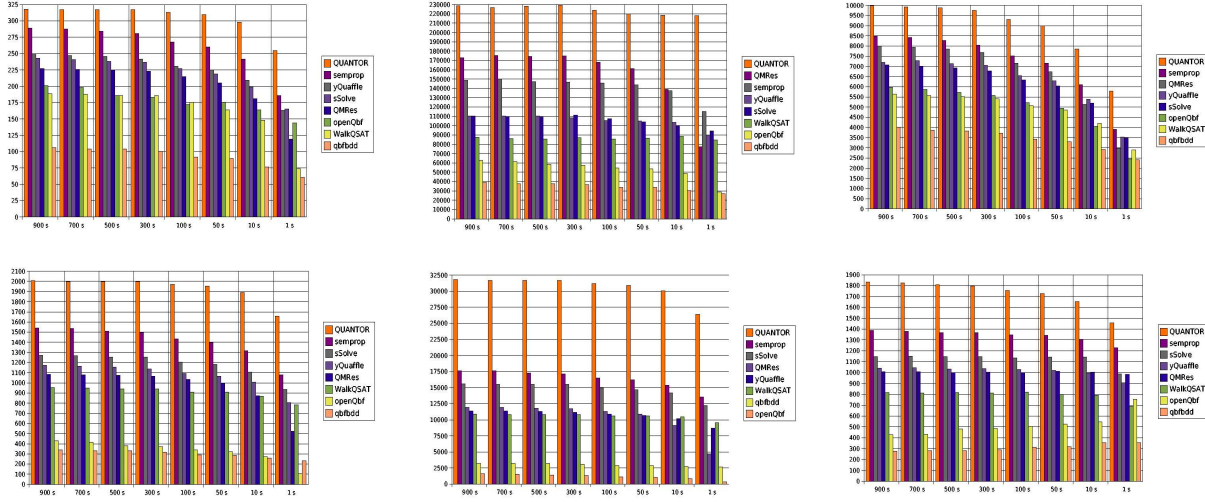 325
300
275
250
225
200
175
150
125
100
75
50
25
0
900 s 700 s 500 s 300 s 100 s 50 s 10 s 1 s
QUANTOR
semprop
yQuaffle
sSolve
QMRes
openQbf
WalkQSAT
qbfbdd
230000
220000
210000
200000
190000
180000
170000
160000
150000
140000
130000
120000
110000
100000
90000
80000
70000
60000
50000
40000
30000
20000
10000
0
900 s 700 s 500 s 300 s 100 s 50 s 10 s 1 s
QUANTOR
QMRes
semprop
yQuaffle
sSolve
WalkQSAT
openQbf
qbfbdd
10000
9500
9000
8500
8000
7500
7000
6500
6000
5500
5000
4500
4000
3500
3000
2500
2000
1500
1000
500
0
900 s 700 s 500 s 300 s 100 s 50 s 10 s 1 s
QUANTOR
semprop
QMRes
yQuaffle
sSolve
openQbf
WalkQSAT
qbfbdd
2100
2000
1900
1800
1700
1600
1500
1400
1300
1200
1100
1000
900
800
700
600
500
400
300
200
100
0
900 s 700 s 500 s 300 s 100 s 50 s 10 s 1 s
QUANTOR
semprop
sSolve
yQuaffle
QMRes
WalkQSAT
openQbf
qbfbdd
32500
30000
27500
25000
22500
20000
17500
15000
12500
10000
7500
5000
2500
0
900 s 700 s 500 s 300 s 100 s 50 s 10 s 1 s
QUANTOR
semprop
sSolve
QMRes
yQuaffle
WalkQSAT
qbfbdd
openQbf
1900
1800
1700
1600
1500
1400
1300
1200
1100
1000
900
800
700
600
500
400
300
200
100
0
900 s 700 s 500 s 300 s 100 s 50 s 10 s 1 s
QUANTOR
semprop
sSolve
yQuaffle
QMRes
WalkQSAT
openQbf
qbfbdd